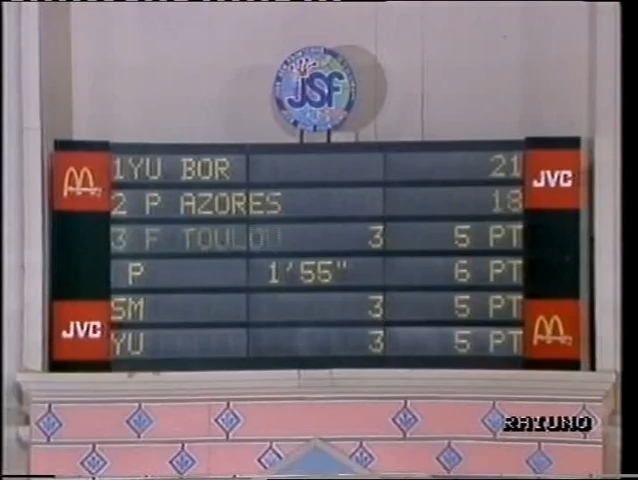 JSF
1YU BOR 21
2 P AZORES 18
3 F TOULOU 3 5 PT
P 1'55" 6 PT
SM 3 5 PT
YU 3 5 PT
JVC
JVC
RAIUNO